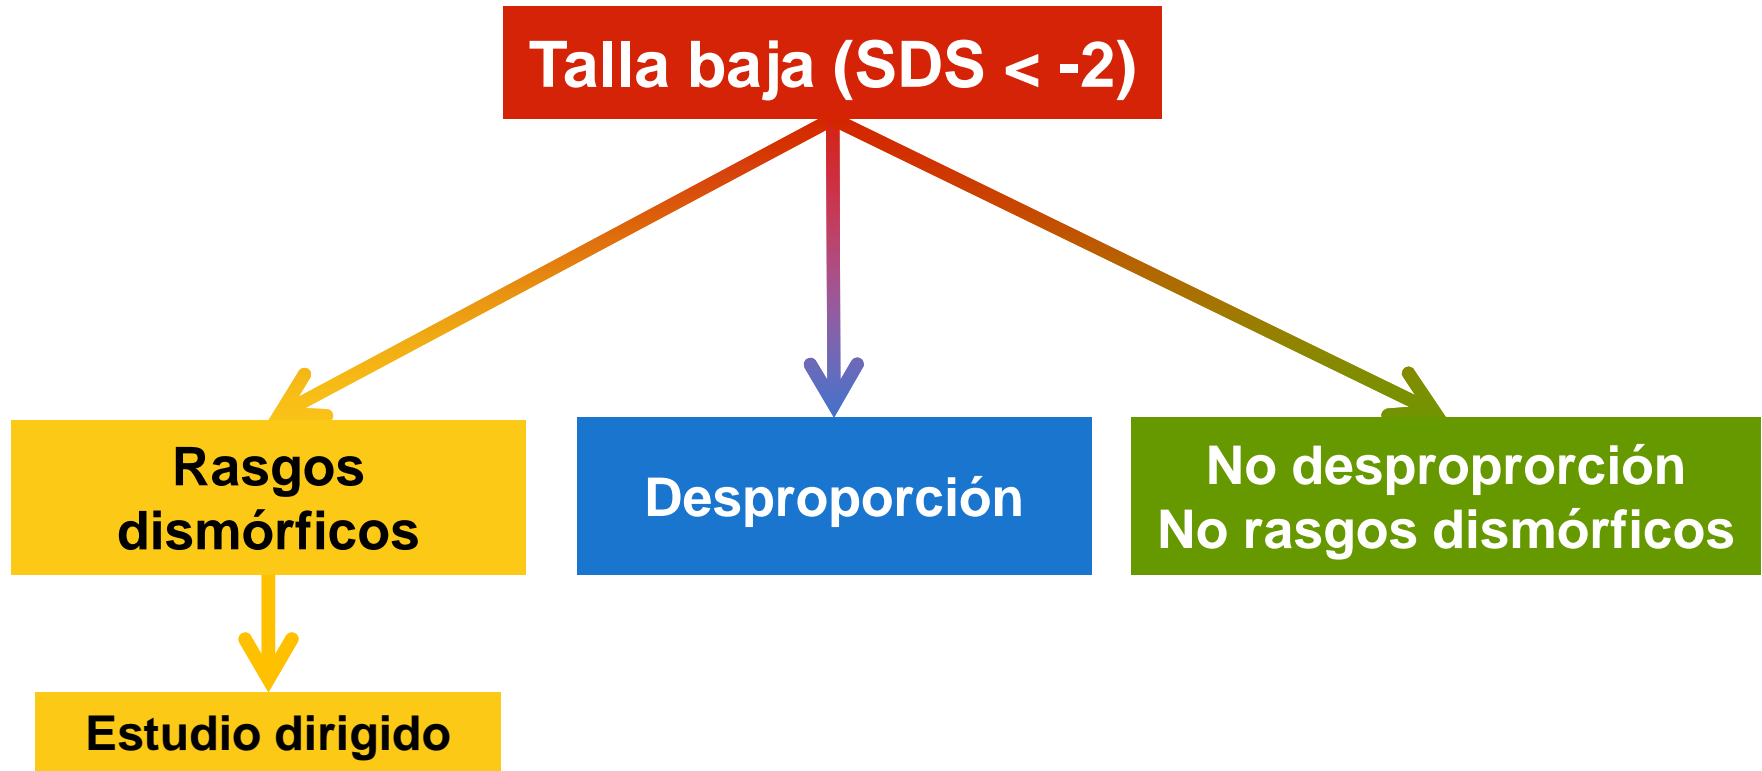 Talla baja (SDS < -2)
Rasgos
dismórficos
Desproporción
No desproprorción
No rasgos dismórficos
Estudio dirigido